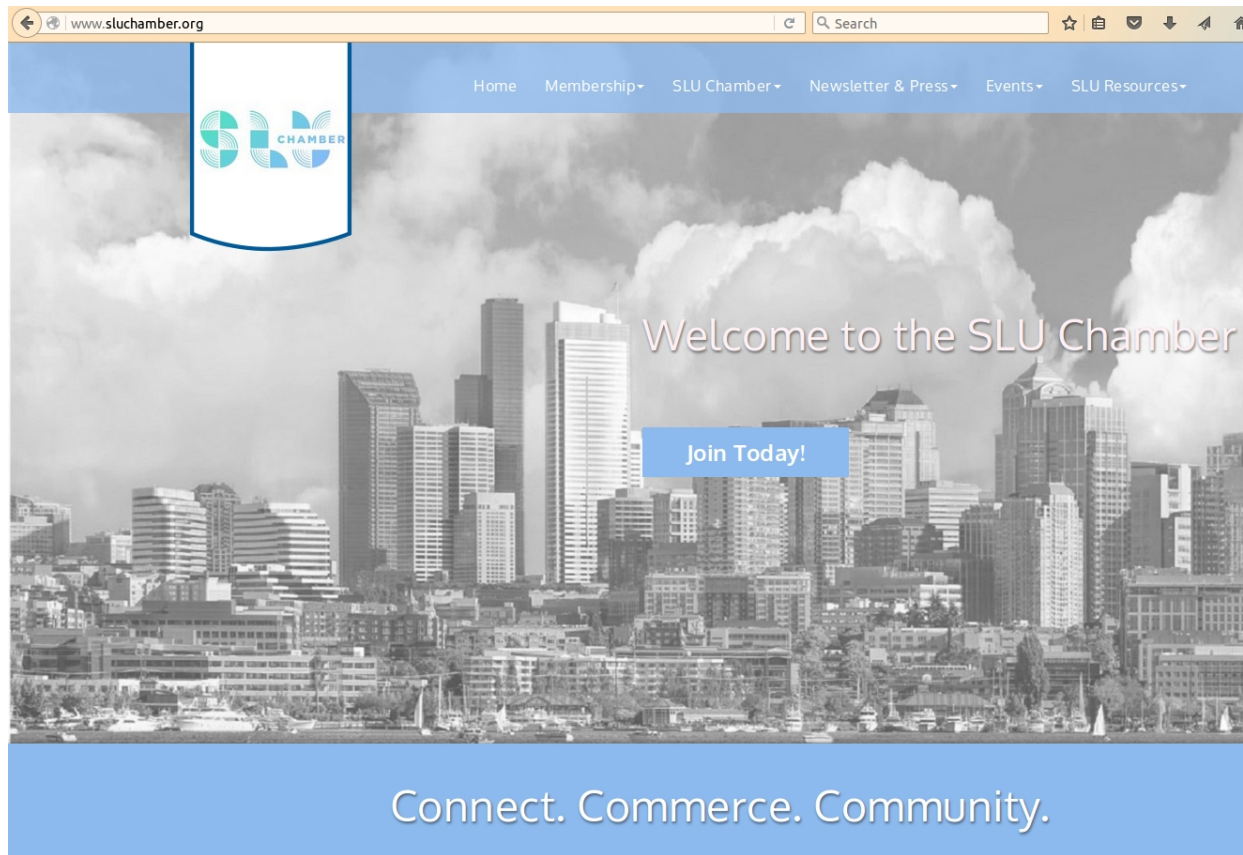 www.sluchamber.org
Search
Home Membership SLU Chamber Newsletter & Press Events SLU Resources
SLU CHAMBER
Welcome to the SLU Chamber
Join Today!
Connect. Commerce. Community.